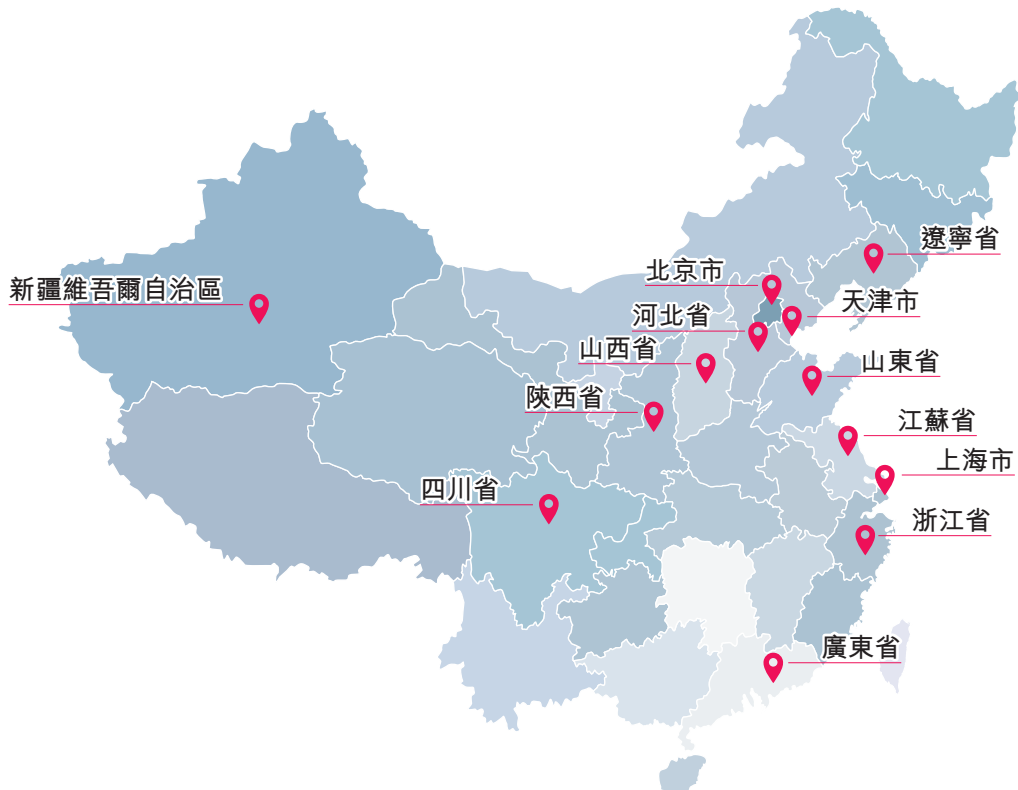 遼寧省
北京市
新疆維吾爾自治區
天津市
河北省
山西省
山東省
陝西省
江蘇省
上海市
四川省
浙江省
廣東省